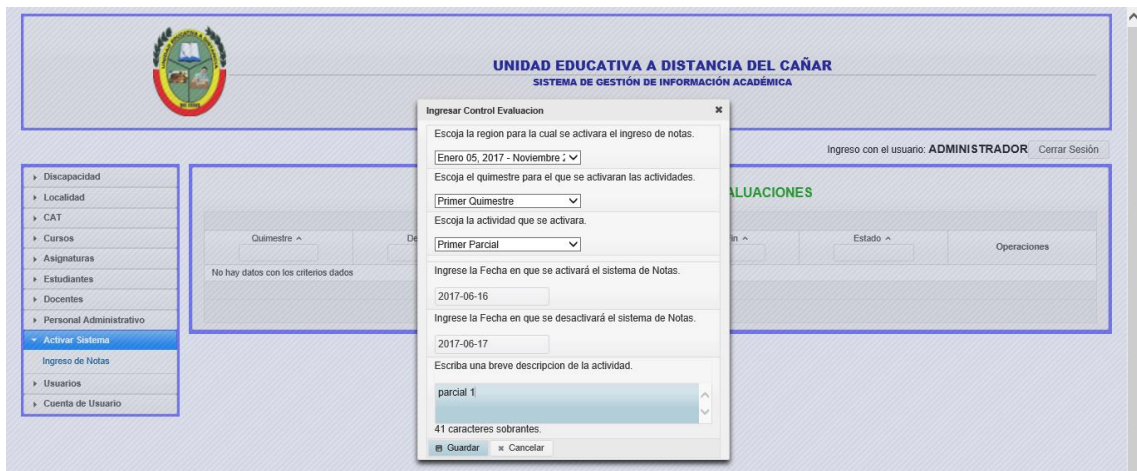 UNIDAD EDUCATIVA A DISTANCIA DEL CAÑAR
SISTEMA DE GESTIÓN DE INFORMACIÓN ACADÉMICA
Ingreso con el usuario: ADMINISTRADOR Cerrar Sesión
Discapacidad
Localidad
CAT
Cursos
Asignaturas
Estudiantes
Docentes
Personal Administrativo
Activar Sistema
Ingreso de Notas
Usuarios
Cuenta de Usuario
Quimestre
Estado
Operaciones
No hay datos con los criterios dados
Ingresar Control Evaluacion
Escoja la region para la cual se activara el ingreso de notas.
Enero 05, 2017 - Noviembre
Escoja el quimestre para el que se activaran las actividades.
Primer Quimestre
Escoja la actividad que se activara.
Primer Parcial
Ingrese la Fecha en que se activará el sistema de Notas.
2017-06-16
Ingrese la Fecha en que se desactivará el sistema de Notas.
2017-06-17
Escriba una breve descripcion de la actividad.
parcial 1
41 caracteres sobrantes.
Guardar
Cancelar